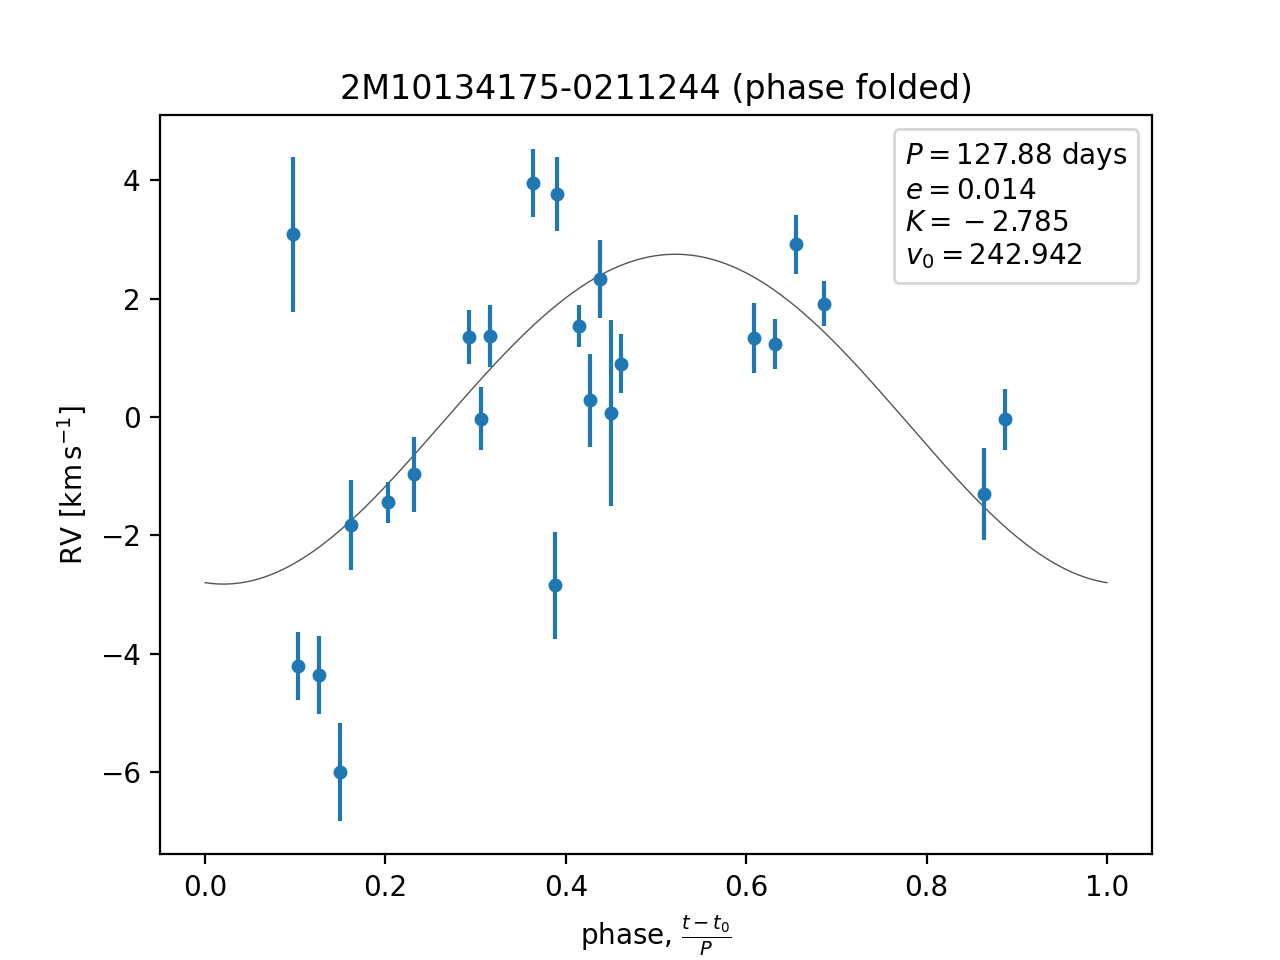 2M10134175-0211244 (phase folded)
P = 127.88 days
e = 0.014
K = −2.785
v₀ = 242.942
RV [km s⁻¹]
4
2
0
−2
−4
−6
0.0 0.2 0.4 0.6 0.8 1.0
phase, (t − t₀)/P